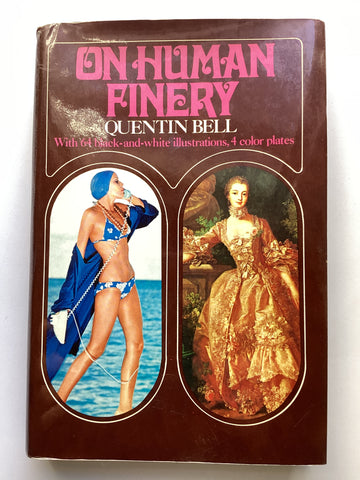 ON HUMAN
FINERY
QUENTIN BELL
With 64 black-and-white illustrations, 4 color plates